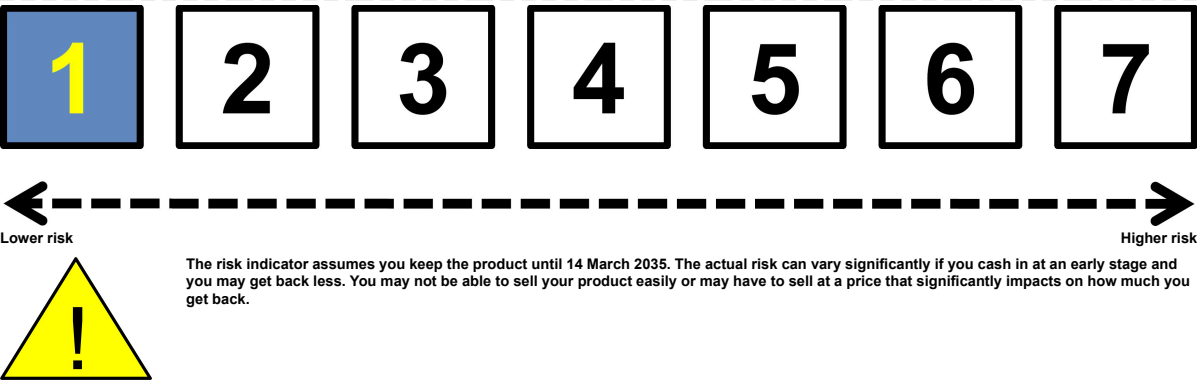 1 2 3 4 5 6 7
Lower risk Higher risk
The risk indicator assumes you keep the product until 14 March 2035. The actual risk can vary significantly if you cash in at an early stage and
you may get back less. You may not be able to sell your product easily or may have to sell at a price that significantly impacts on how much you
get back.
!